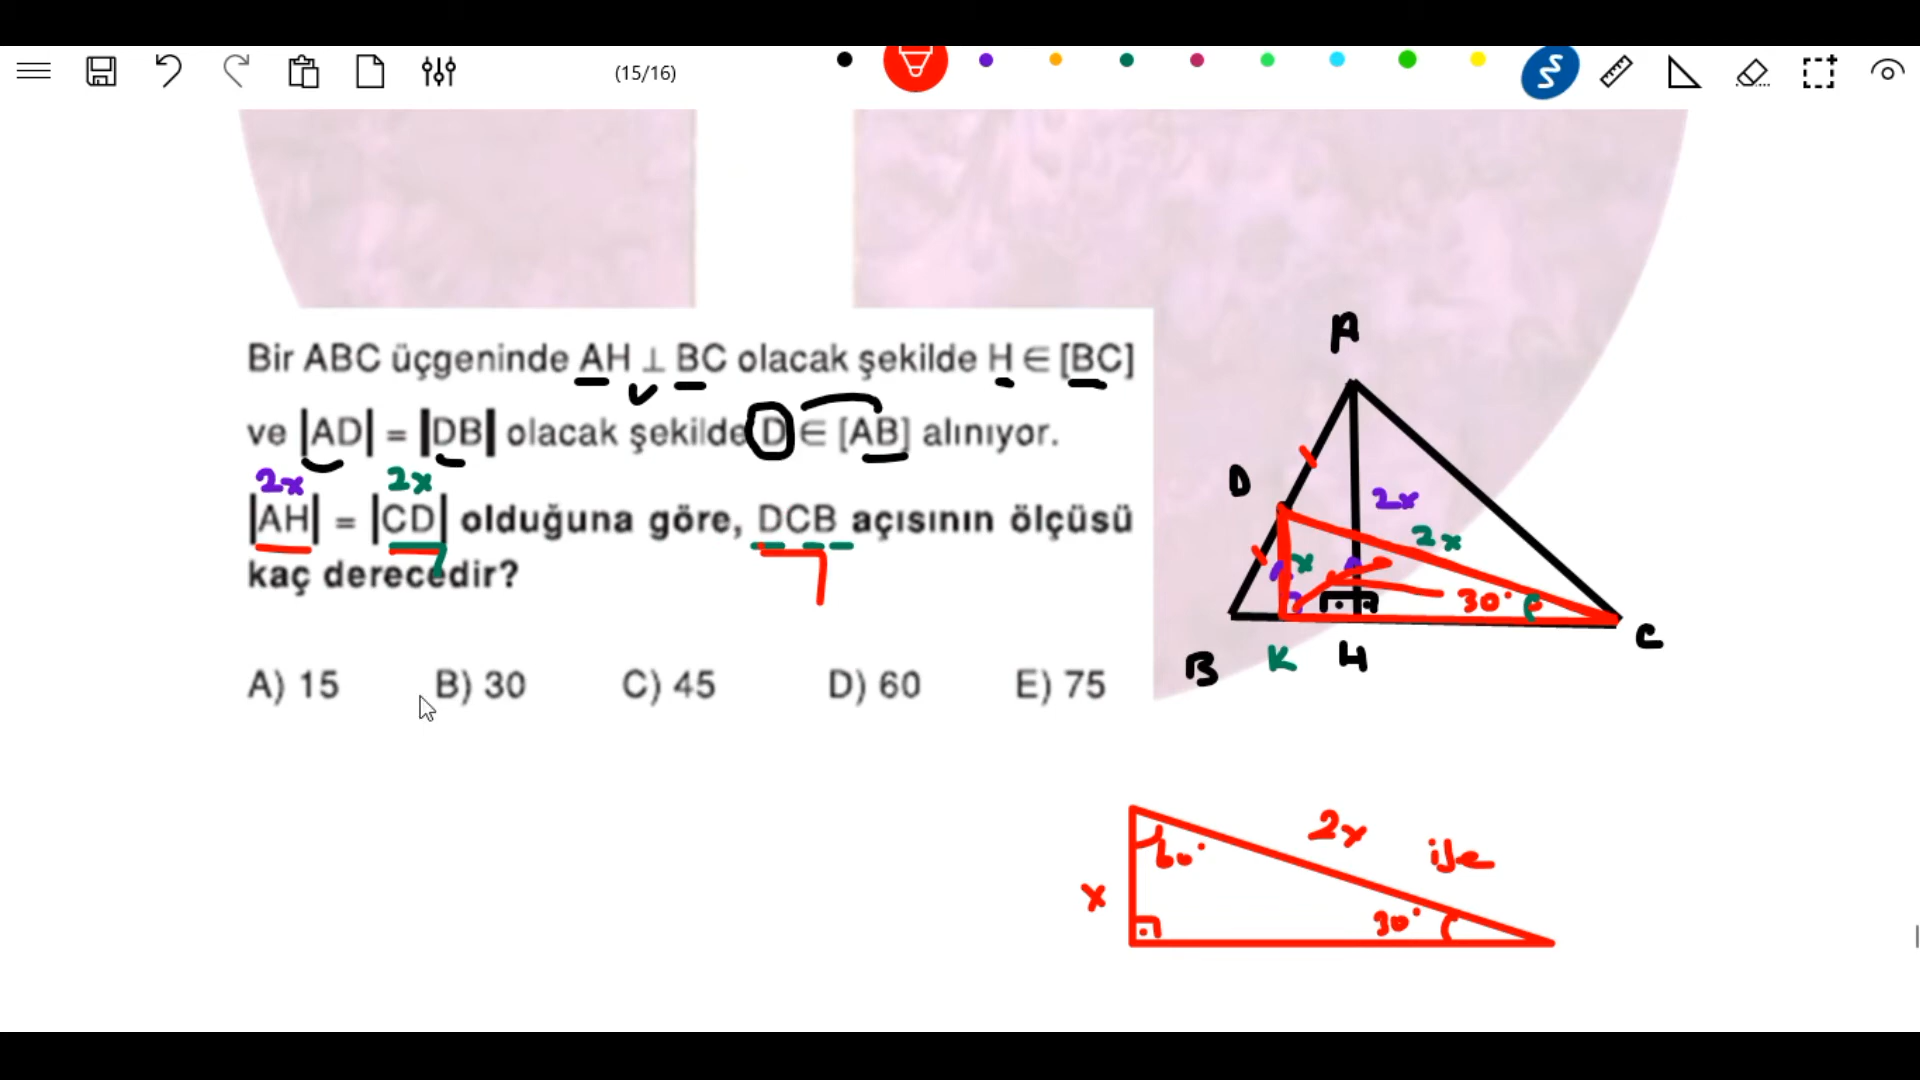 (15/16)
Bir ABC üçgeninde AH ⊥ BC olacak şekilde H ∈ [BC]
ve |AD| = |DB| olacak şekilde D ∈ [AB] alınıyor.
2x 2x
|AH| = |CD| olduğuna göre, DCB açısının ölçüsü
kaç derecedir?
A) 15 B) 30 C) 45 D) 60 E) 75
A
D
2x
2x
x
30°
B K H C
2x ise
60°
x
30°